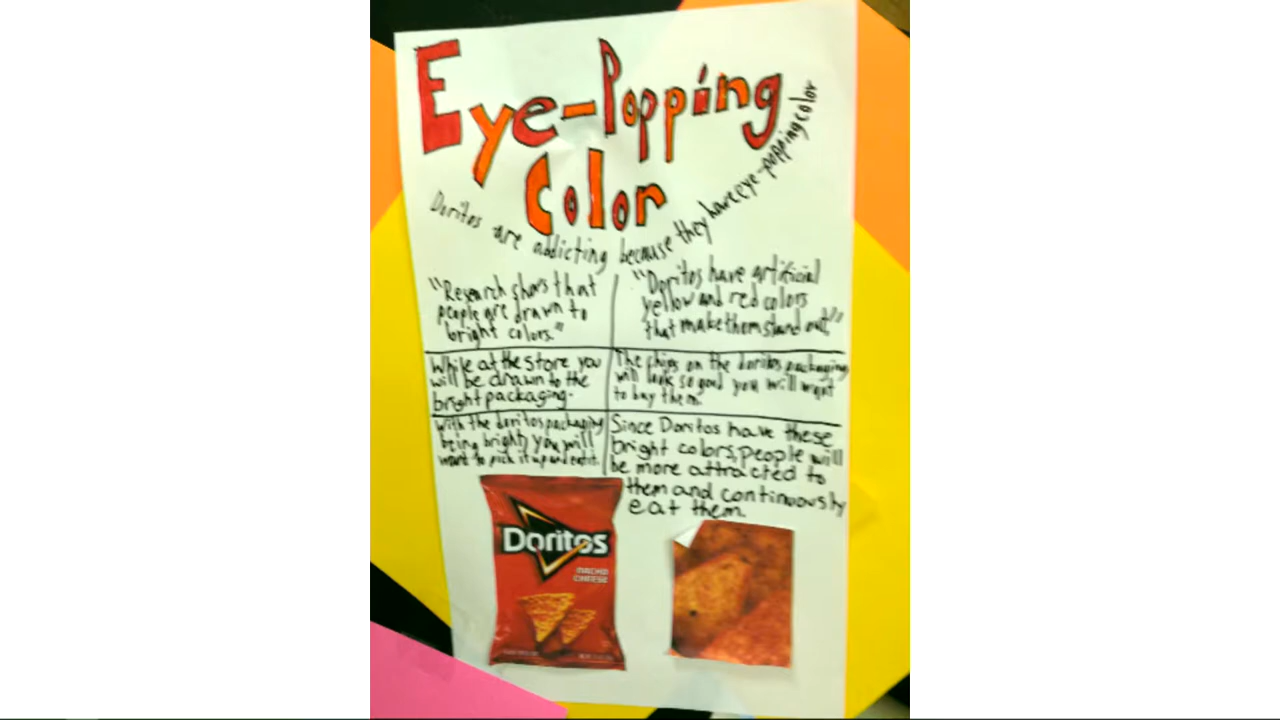 Eye-Popping
Color
Doritos are addicting because they have eye-popping color
"Research shows that
people are drawn to
bright colors."
"Doritos have artificial
yellow and red colors
that make them stand out,"
While at the store you
will be drawn to the
bright packaging.
The chips on the doritos packaging
will look so good you will want
to buy them.
With the doritos packaging
being bright, you will
want to pick it up and eat it.
Since Doritos have these
bright colors, people will
be more attracted to
them and continuously
eat them.
Doritos
NACHO
CHEESE